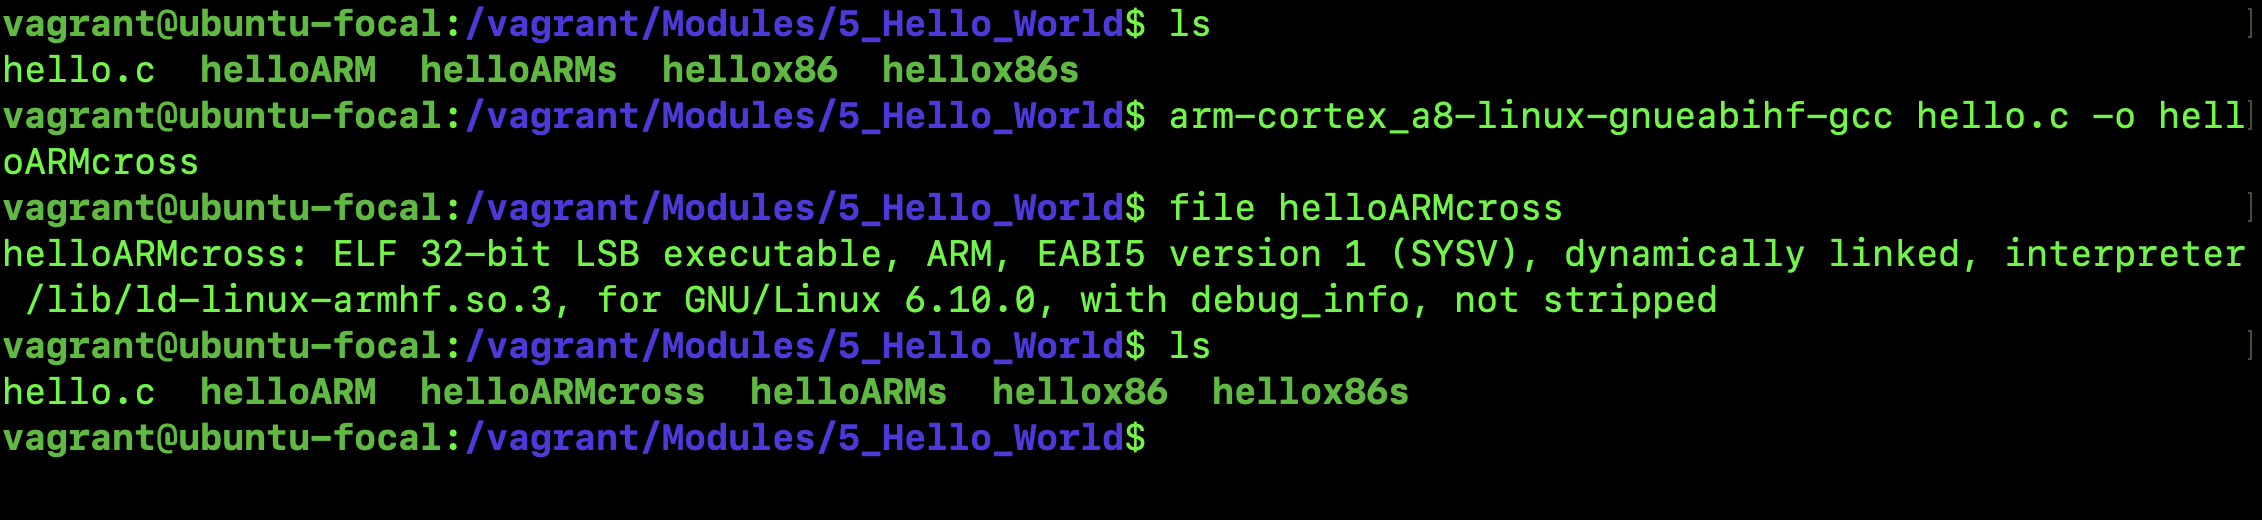 vagrant@ubuntu-focal:/vagrant/Modules/5_Hello_World$ ls
hello.c  helloARM  helloARMs  hellox86  hellox86s
vagrant@ubuntu-focal:/vagrant/Modules/5_Hello_World$ arm-cortex_a8-linux-gnueabihf-gcc hello.c -o hell
oARMcross
vagrant@ubuntu-focal:/vagrant/Modules/5_Hello_World$ file helloARMcross
helloARMcross: ELF 32-bit LSB executable, ARM, EABI5 version 1 (SYSV), dynamically linked, interpreter
 /lib/ld-linux-armhf.so.3, for GNU/Linux 6.10.0, with debug_info, not stripped
vagrant@ubuntu-focal:/vagrant/Modules/5_Hello_World$ ls
hello.c  helloARM  helloARMcross  helloARMs  hellox86  hellox86s
vagrant@ubuntu-focal:/vagrant/Modules/5_Hello_World$